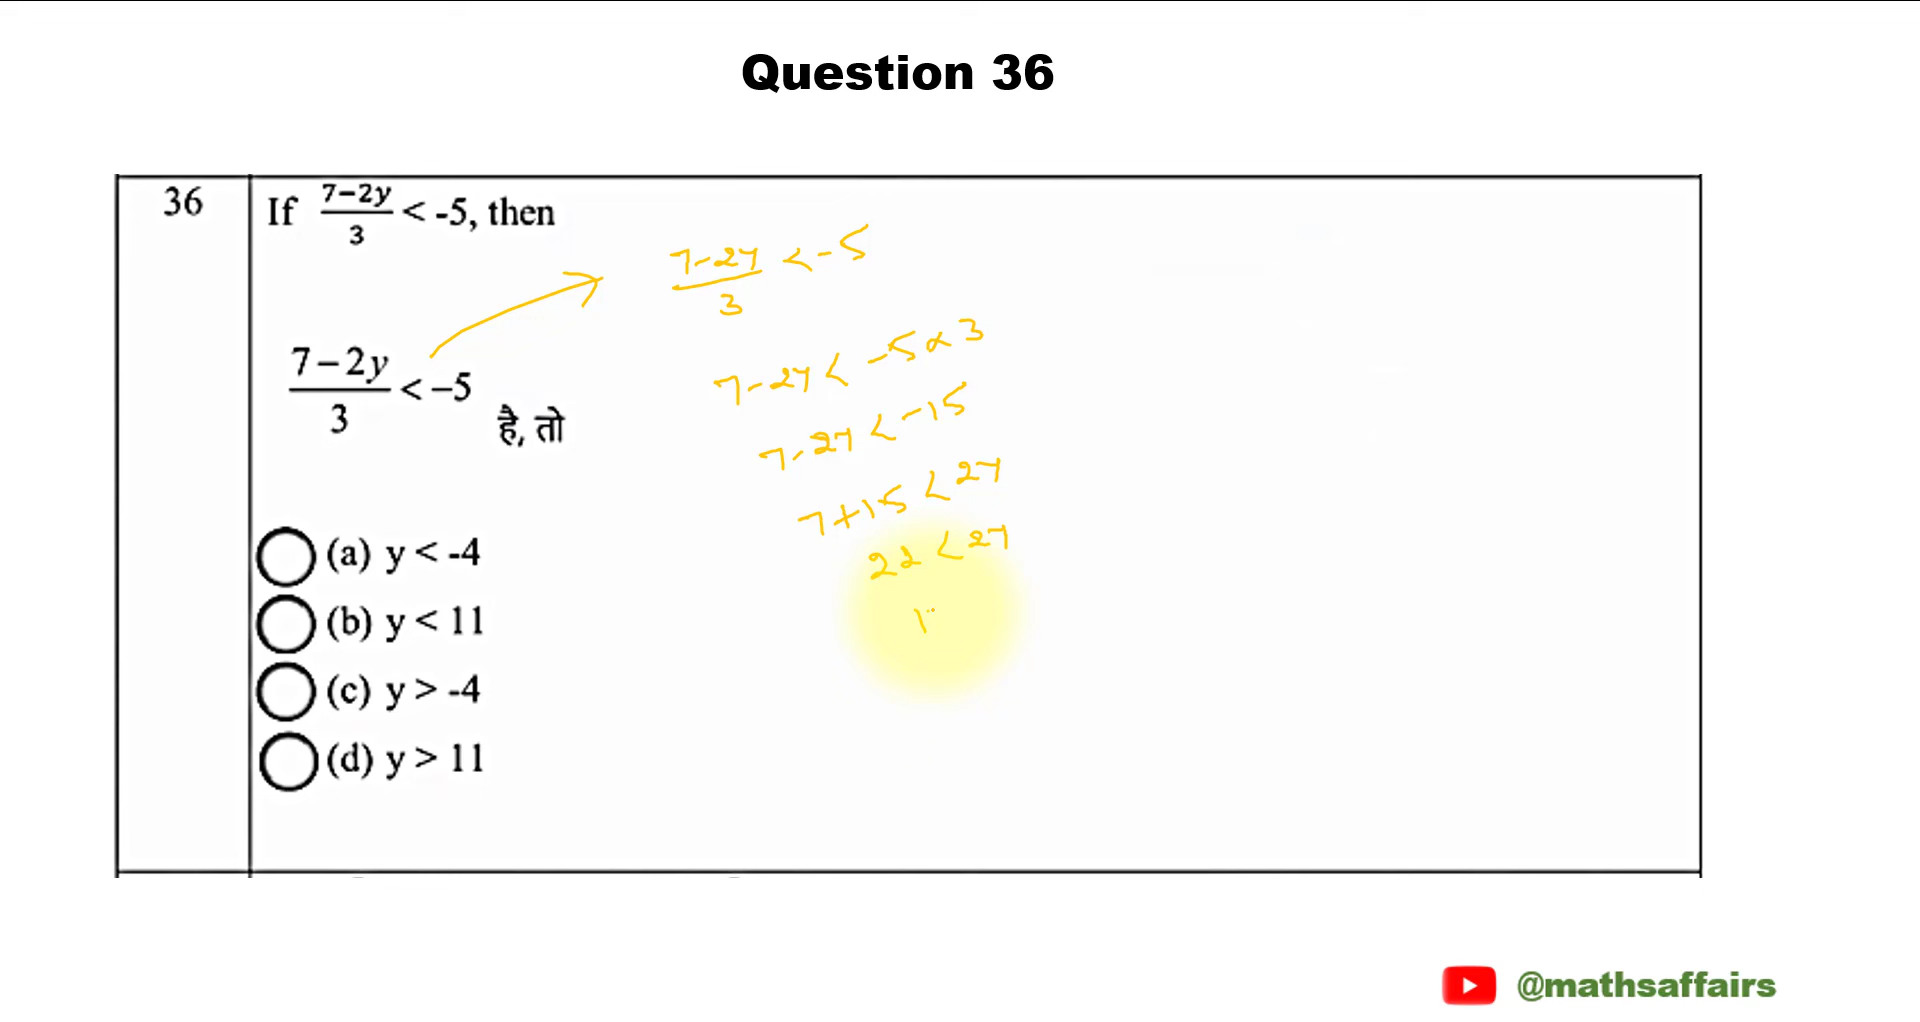 Question 36
36
If (7−2y)/3 < -5, then
(7−2y)/3 < −5 है, तो
(a) y < -4
(b) y < 11
(c) y > -4
(d) y > 11
(7-2y)/3 < -5
7-2y < -5×3
7-2y < -15
7+15 < 2y
22 < 2y
@mathsaffairs